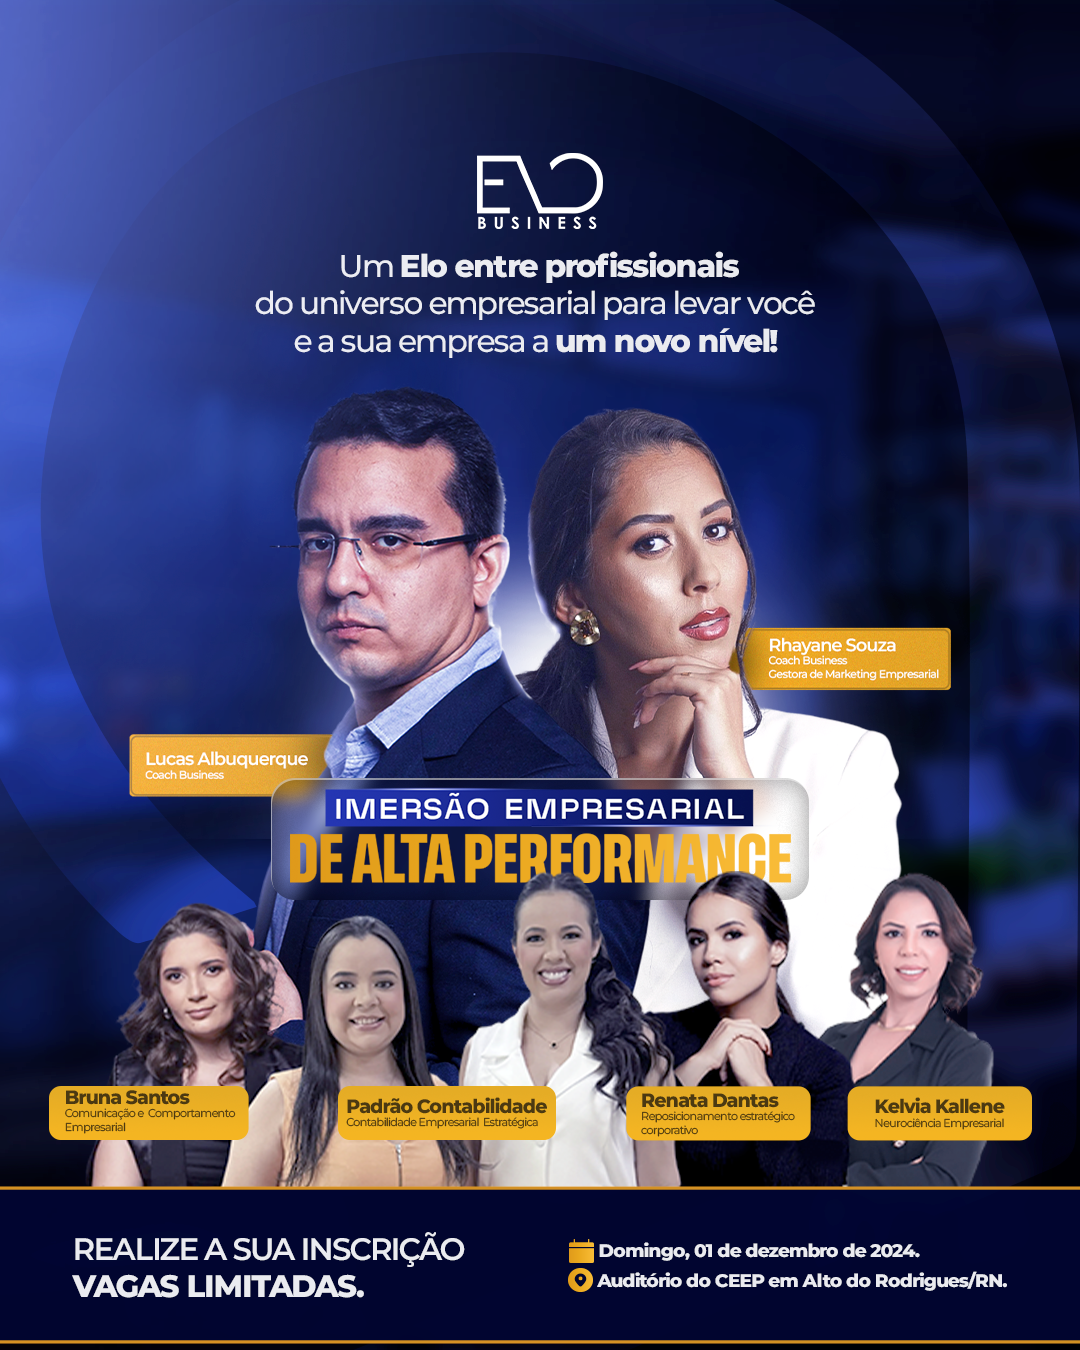 ELO
BUSINESS
Um Elo entre profissionais
do universo empresarial para levar você
e a sua empresa a um novo nível!
Rhayane Souza
Coach Business
Gestora de Marketing Empresarial
Lucas Albuquerque
Coach Business
IMERSÃO EMPRESARIAL
DE ALTA PERFORMANCE
Bruna Santos
Comunicação e Comportamento
Empresarial
Padrão Contabilidade
Contabilidade Empresarial Estratégica
Renata Dantas
Reposicionamento estratégico
corporativo
Kelvia Kallene
Neurociência Empresarial
REALIZE A SUA INSCRIÇÃO
VAGAS LIMITADAS.
Domingo, 01 de dezembro de 2024.
Auditório do CEEP em Alto do Rodrigues/RN.